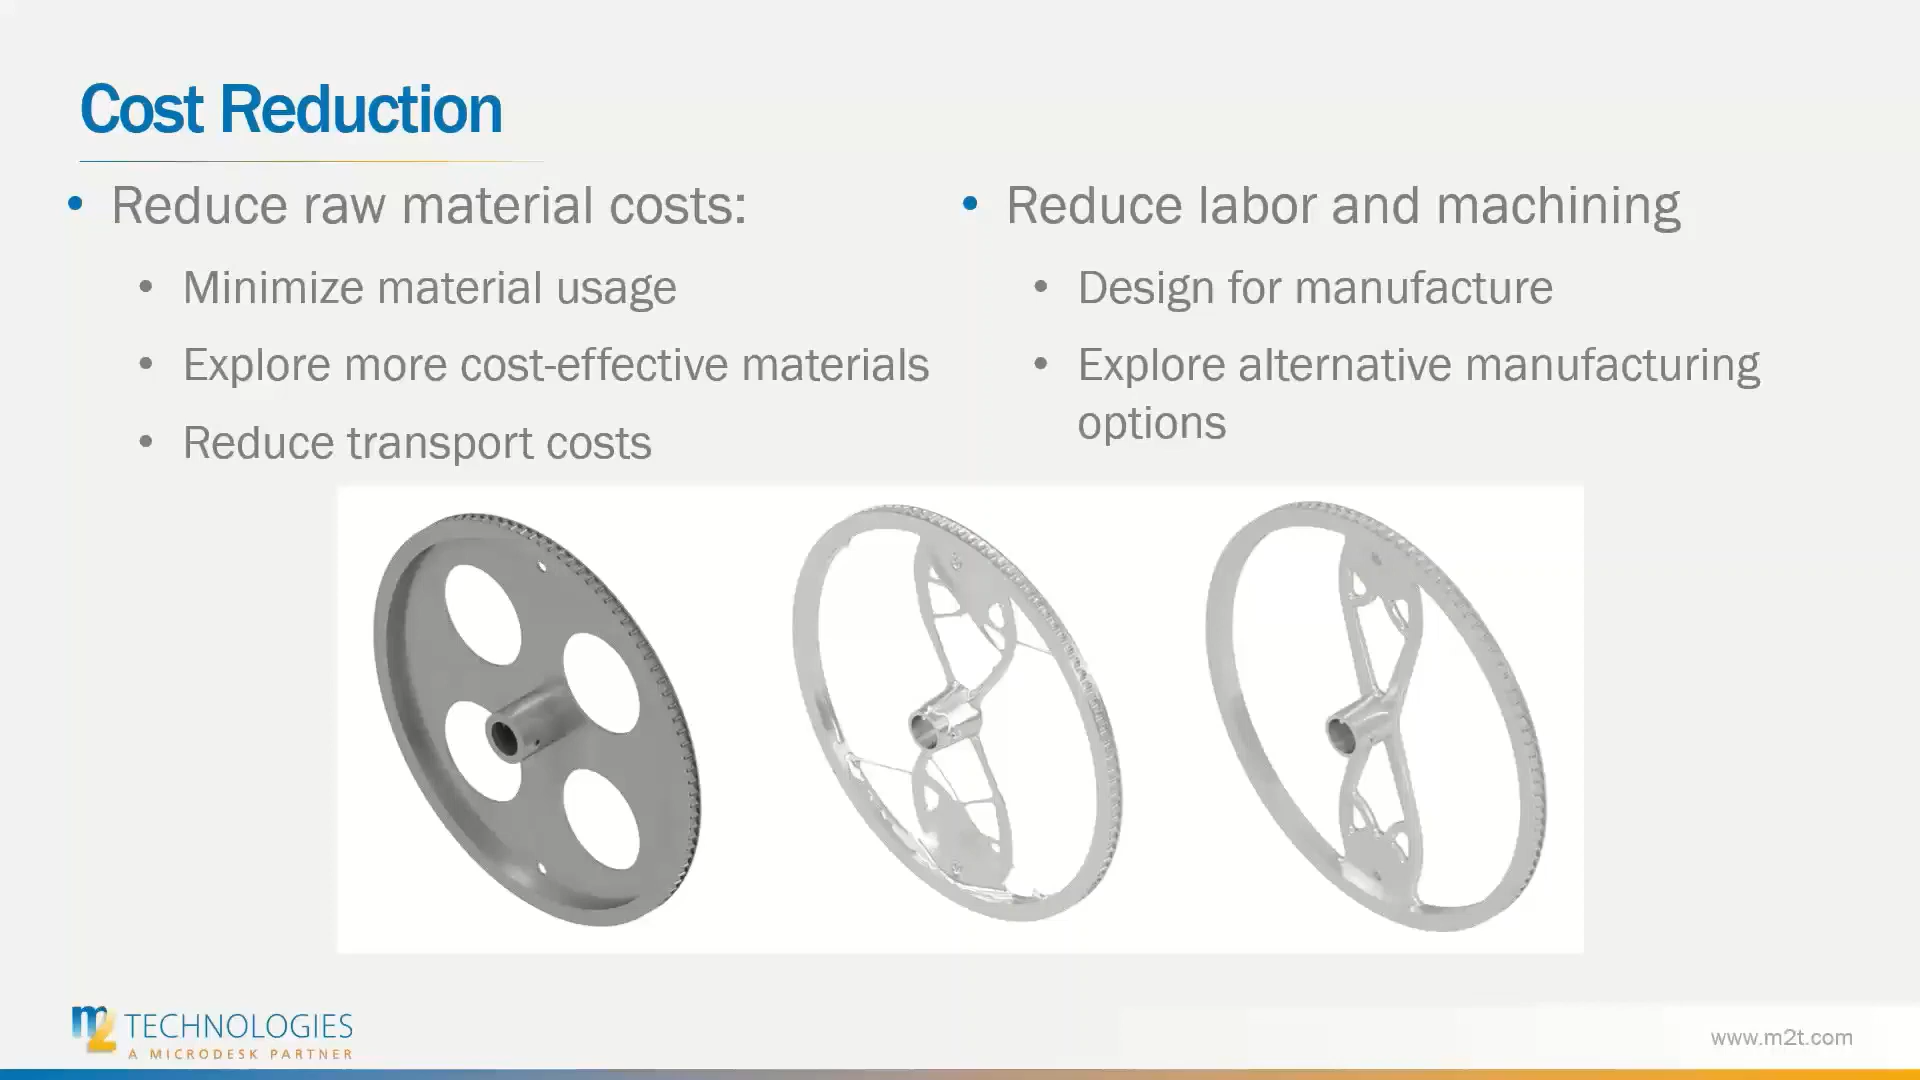 Cost Reduction
• Reduce raw material costs:
• Minimize material usage
• Explore more cost-effective materials
• Reduce transport costs
• Reduce labor and machining
• Design for manufacture
• Explore alternative manufacturing
options
m2 TECHNOLOGIES
A MICRODESK PARTNER
www.m2t.com